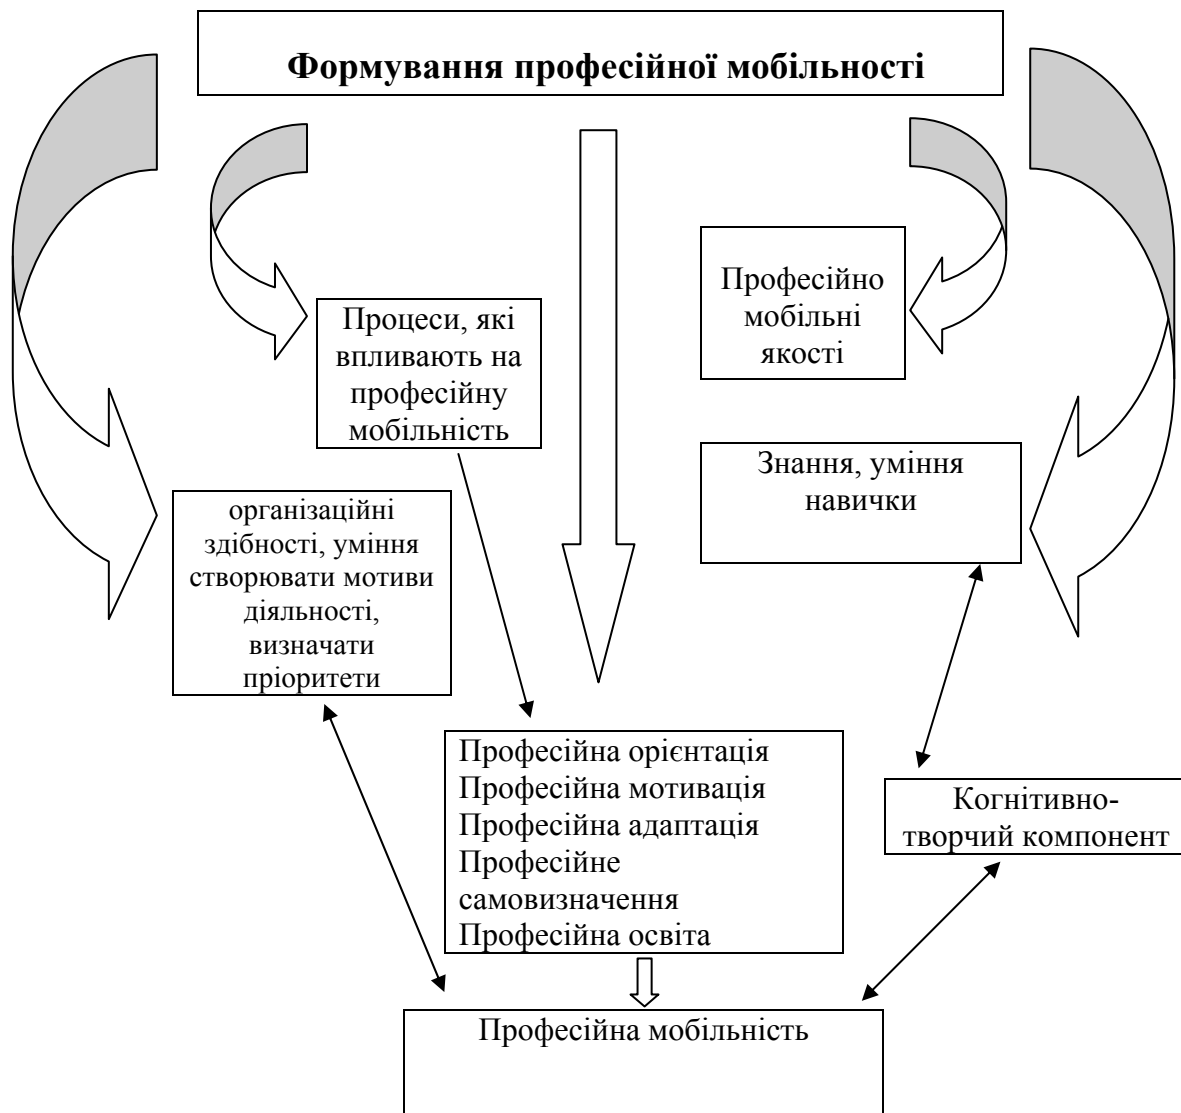 Формування професійної мобільності
Професійно
мобільні
якості
Процеси, які
впливають на
професійну
мобільність
Знання, уміння
навички
організаційні
здібності, уміння
створювати мотиви
діяльності,
визначати
пріоритети
Професійна орієнтація
Професійна мотивація
Професійна адаптація
Професійне
самовизначення
Професійна освіта
Когнітивно-
творчий компонент
Професійна мобільність